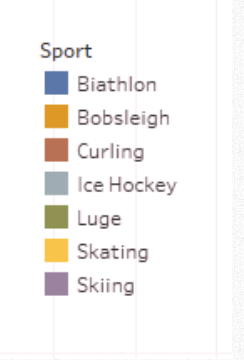 Sport
Biathlon
Bobsleigh
Curling
Ice Hockey
Luge
Skating
Skiing